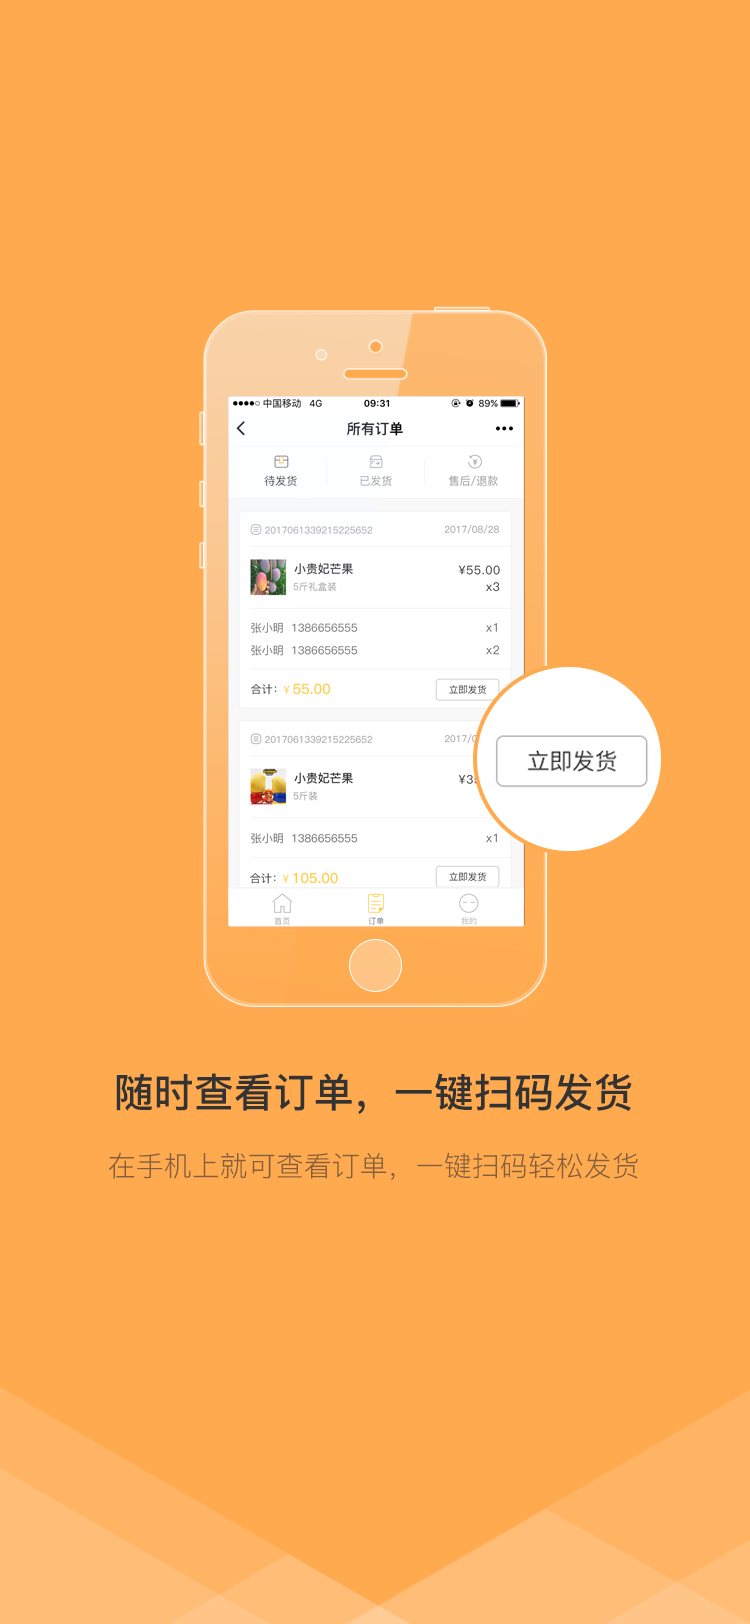 中国移动 4G 09:31 89%
所有订单
待发货 已发货 售后/退款
2017061339215225652 2017/08/28
小贵妃芒果 ¥55.00
5斤礼盒装 x3
张小明 1386656555 x1
张小明 1386656555 x2
合计: ¥55.00 立即发货
2017061339215225652 2017/0
立即发货
小贵妃芒果 ¥3
5斤装
张小明 1386656555 x1
合计: ¥105.00 立即发货
首页 订单 我的
随时查看订单，一键扫码发货
在手机上就可查看订单，一键扫码轻松发货